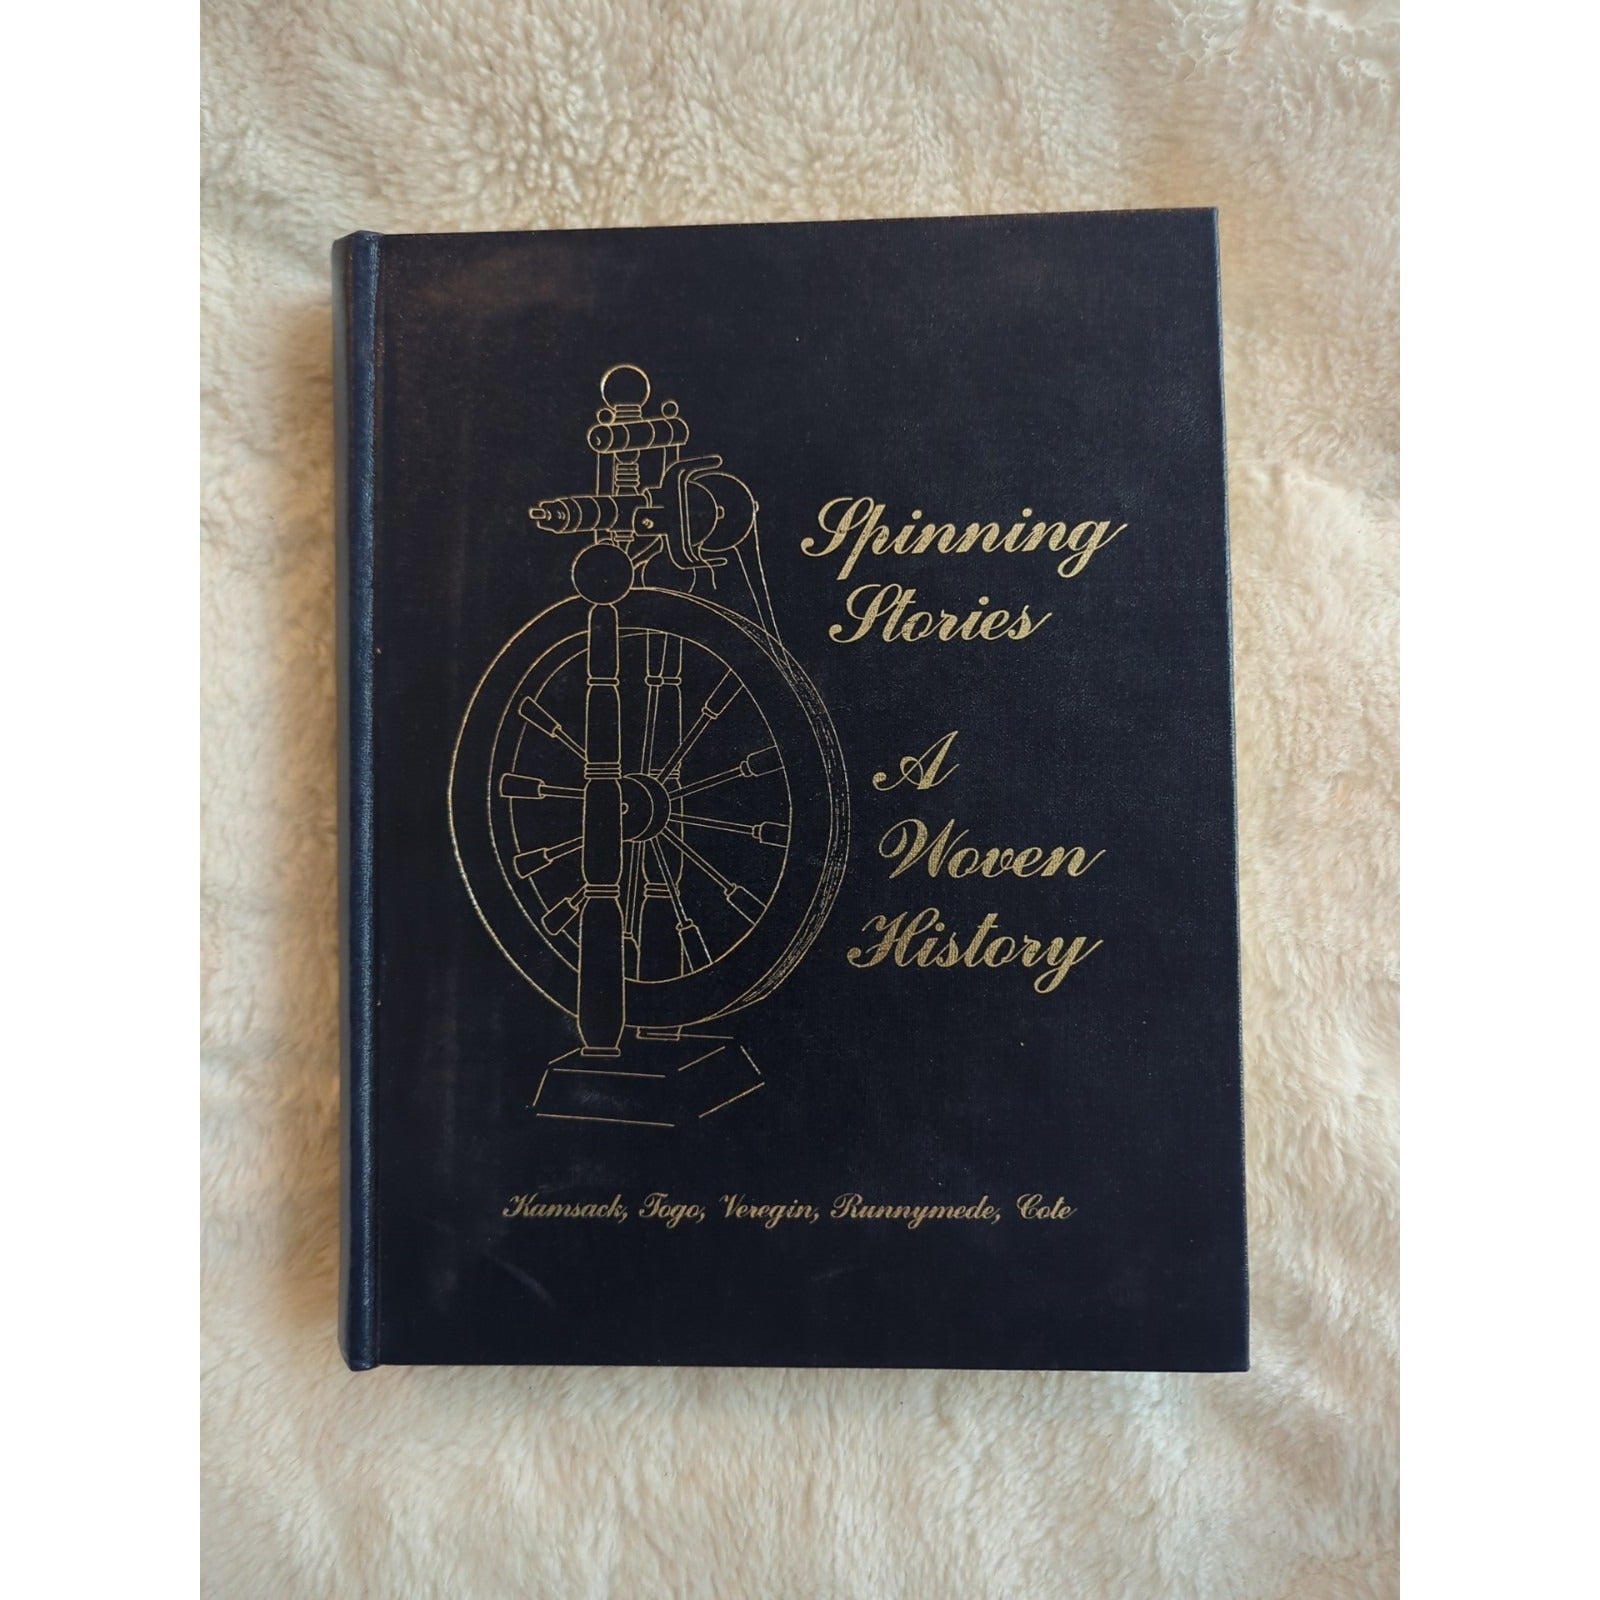 Spinning
Stories
A
Woven
History
Kamsack, Togo, Veregin, Runnymede, Cote